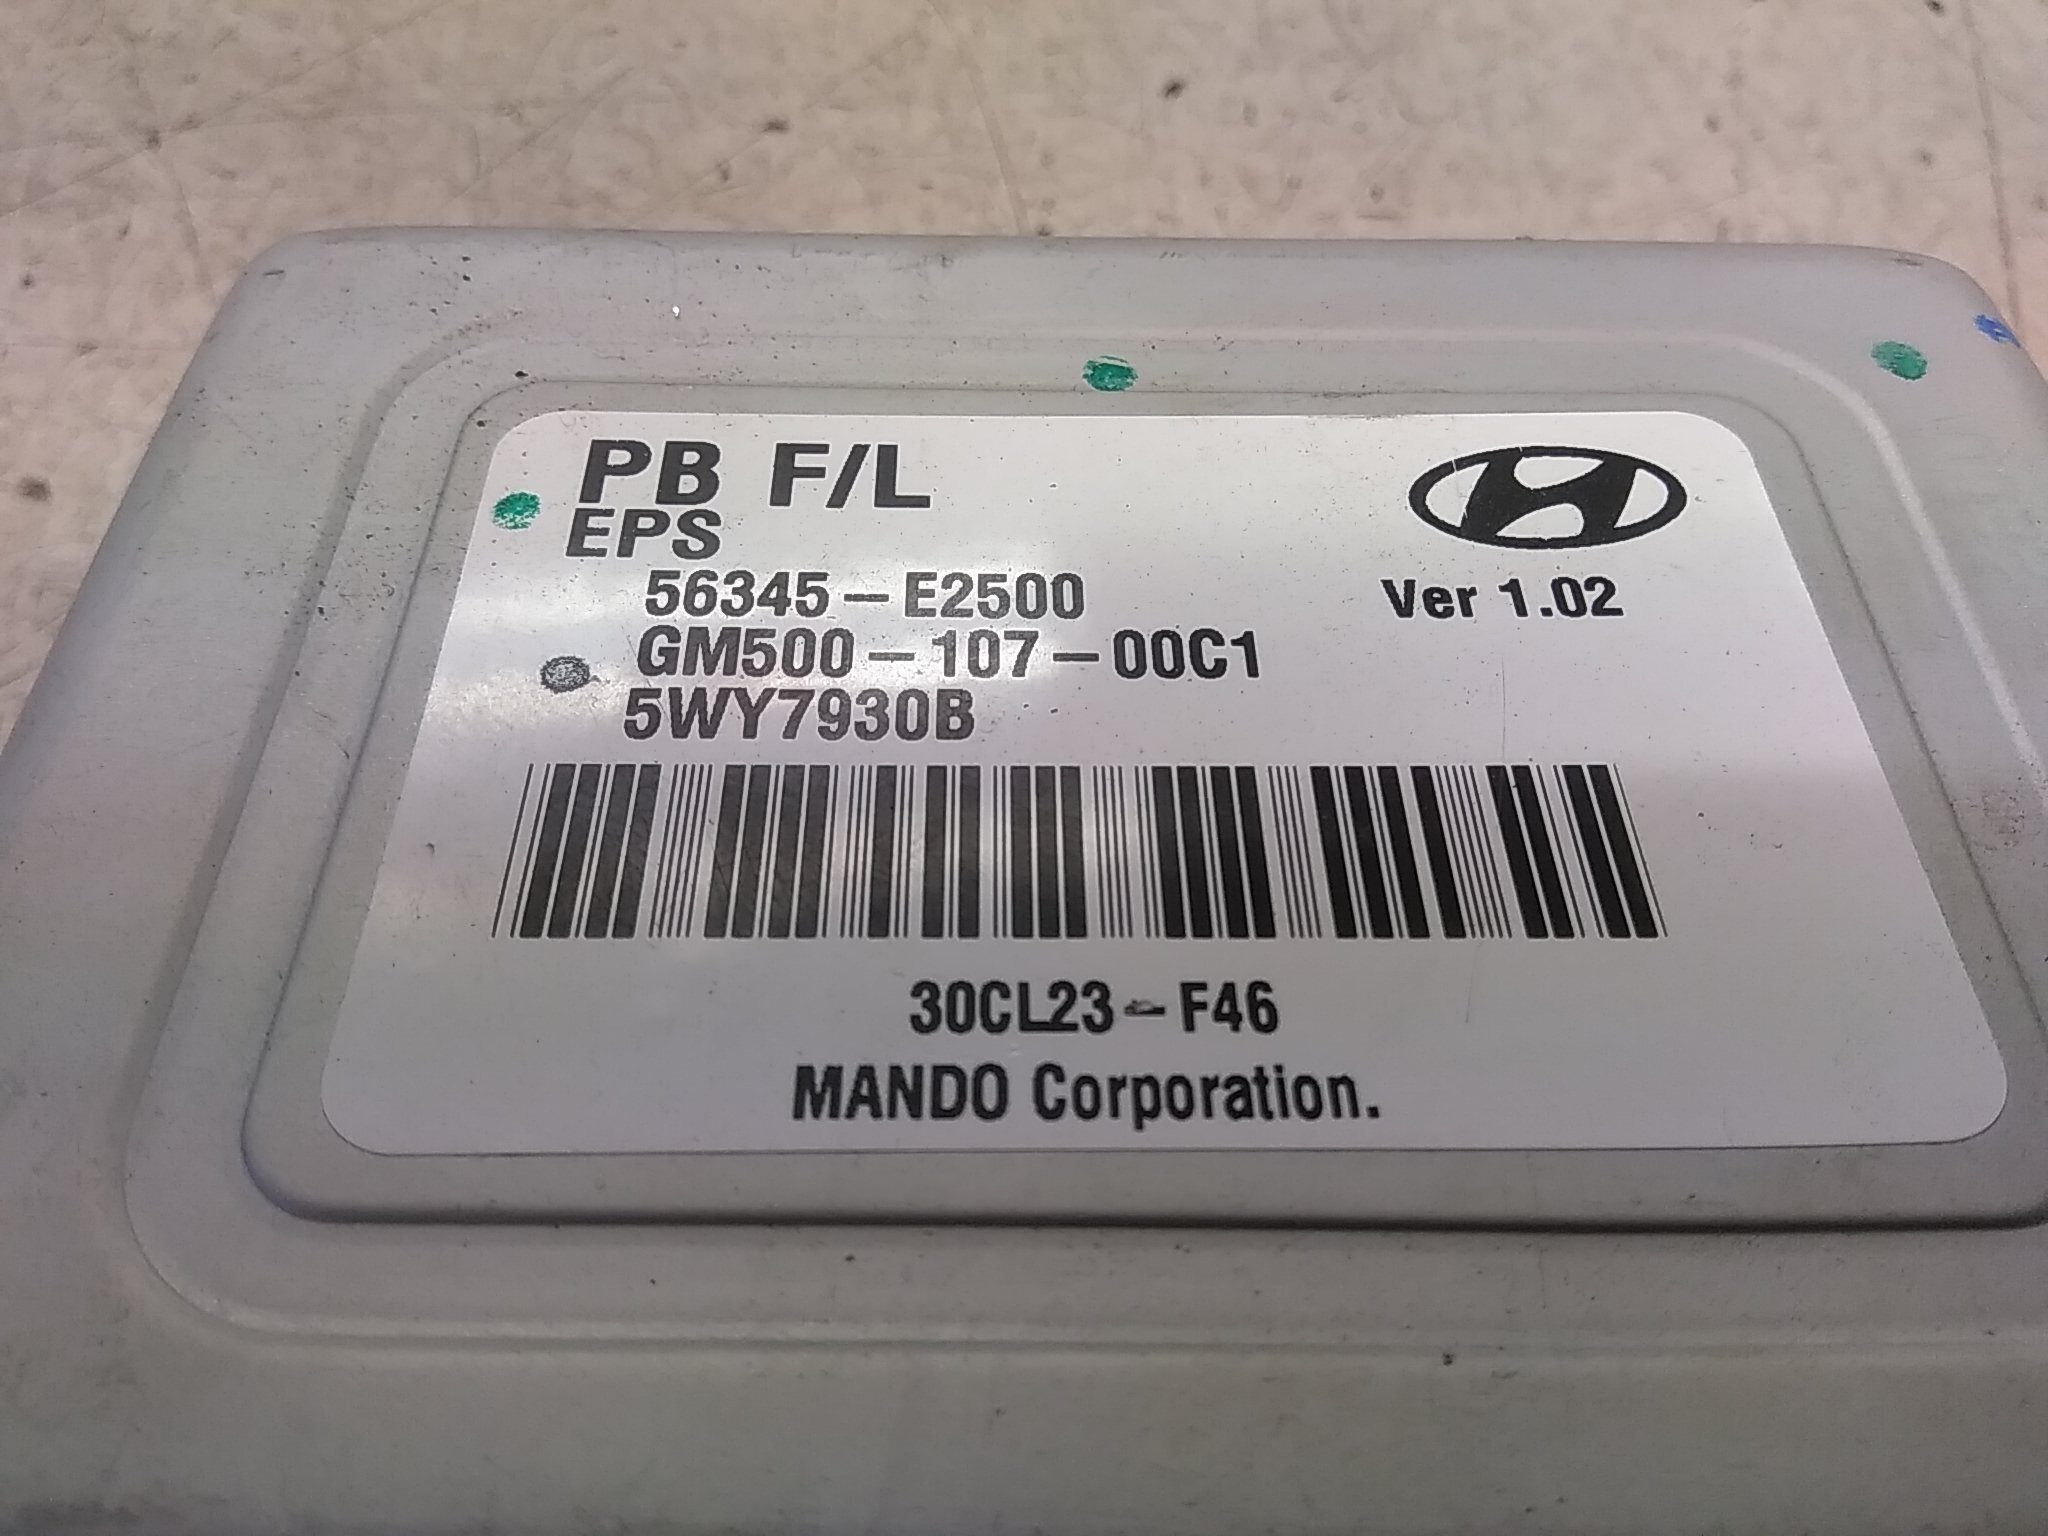 PB F/L
EPS
56345-E2500
Ver 1.02
GM500-107-00C1
5WY7930B
30CL23-F46
MANDO Corporation.